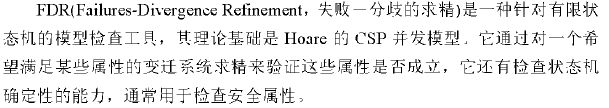 FDR(Failures-Divergence Refinement，失败－分歧的求精)是一种针对有限状
态机的模型检查工具，其理论基础是 Hoare 的 CSP 并发模型。它通过对一个希
望满足某些属性的变迁系统求精来验证这些属性是否成立，它还有检查状态机
确定性的能力，通常用于检查安全属性。